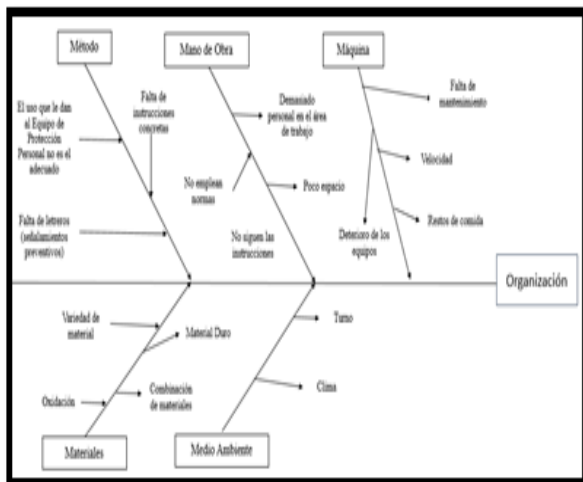 Método
Mano de Obra
Máquina
El uso que le dan
al Equipo de
Protección
Personal no es el
adecuado
Falta de
instrucciones
concretas
Falta de letreros
(señalamientos
preventivos)
Demasiado
personal en el área
de trabajo
No emplean
normas
Poco espacio
No siguen las
instrucciones
Falta de
mantenimiento
Velocidad
Restos de comida
Deterioro de los
equipos
Organización
Variedad de
material
Material Duro
Oxidación
Combinación
de materiales
Turno
Clima
Materiales
Medio Ambiente